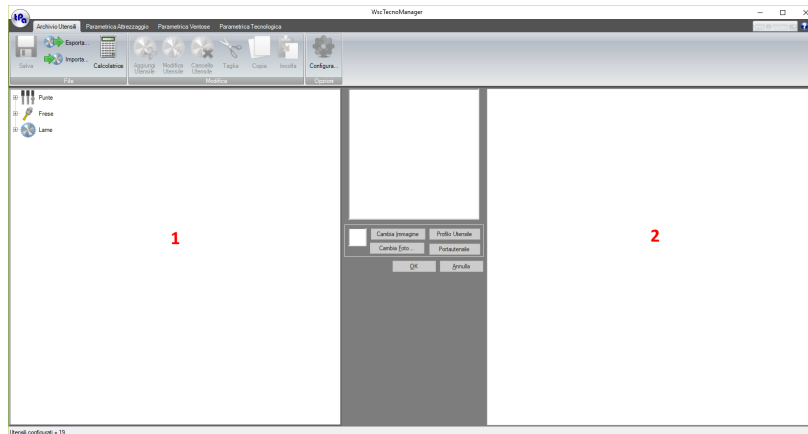 WscTecnoManager
tpa
Archivio Utensili Parametrica Attrezzaggio Parametrica Ventose Parametrica Tecnologica
Salva
Esporta...
Importa...
Calcolatrice
Aggiungi Utensile
Modifica Utensile
Cancella Utensile
Taglia
Copia
Incolla
Configura...
File Modifica Opzioni
Punte
Frese
Lame
1
2
Cambia Immagine Profilo Utensile
Cambia Foto... Portautensile
OK Annulla
Utensili configurati = 19